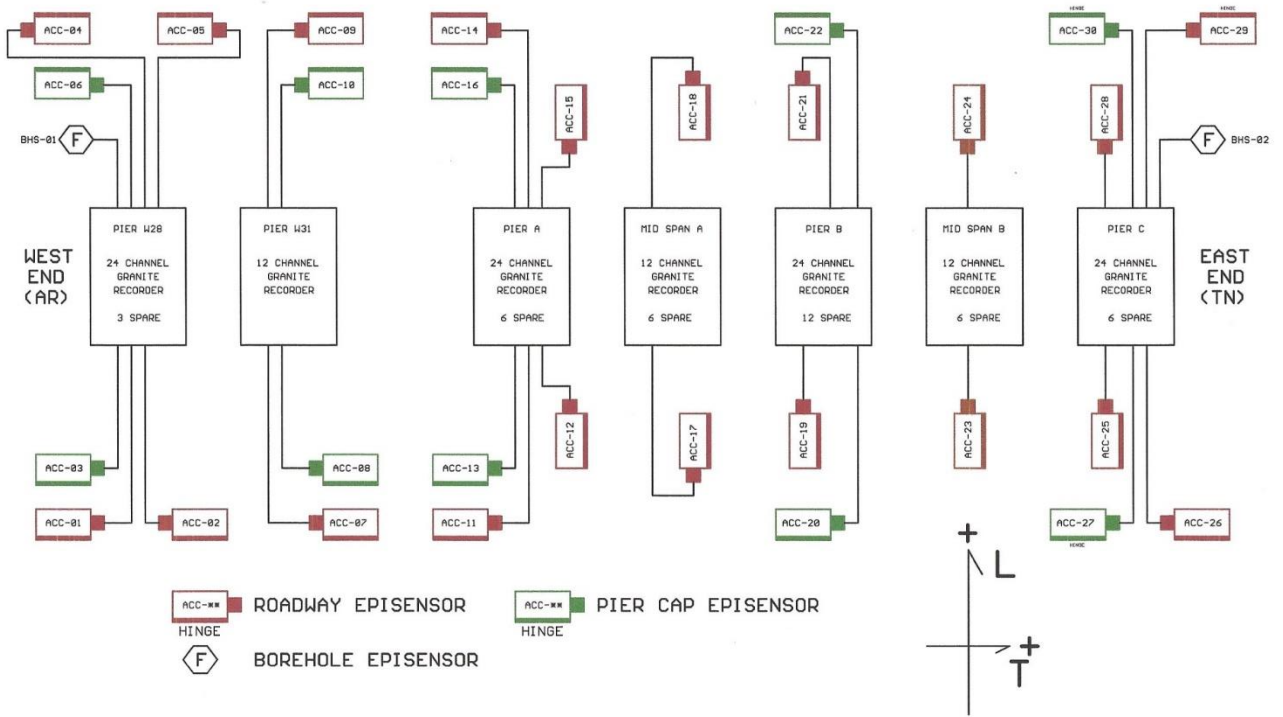 HINGE
HINGE
ACC-04
ACC-05
ACC-09
ACC-14
ACC-22
ACC-30
ACC-29
ACC-06
ACC-10
ACC-16
ACC-15
ACC-18
ACC-21
ACC-24
ACC-28
BHS-01
F
F
BHS-02
WEST
END
(AR)
PIER W28
24 CHANNEL
GRANITE
RECORDER
3 SPARE
PIER W31
12 CHANNEL
GRANITE
RECORDER
PIER A
24 CHANNEL
GRANITE
RECORDER
6 SPARE
MID SPAN A
12 CHANNEL
GRANITE
RECORDER
6 SPARE
PIER B
24 CHANNEL
GRANITE
RECORDER
12 SPARE
MID SPAN B
12 CHANNEL
GRANITE
RECORDER
6 SPARE
PIER C
24 CHANNEL
GRANITE
RECORDER
6 SPARE
EAST
END
(TN)
ACC-03
ACC-08
ACC-13
ACC-12
ACC-17
ACC-19
ACC-23
ACC-25
ACC-01
ACC-02
ACC-07
ACC-11
ACC-20
ACC-27
ACC-26
HINGE
ACC-** ROADWAY EPISENSOR
HINGE
ACC-** PIER CAP EPISENSOR
F BOREHOLE EPISENSOR
+
L
+
T